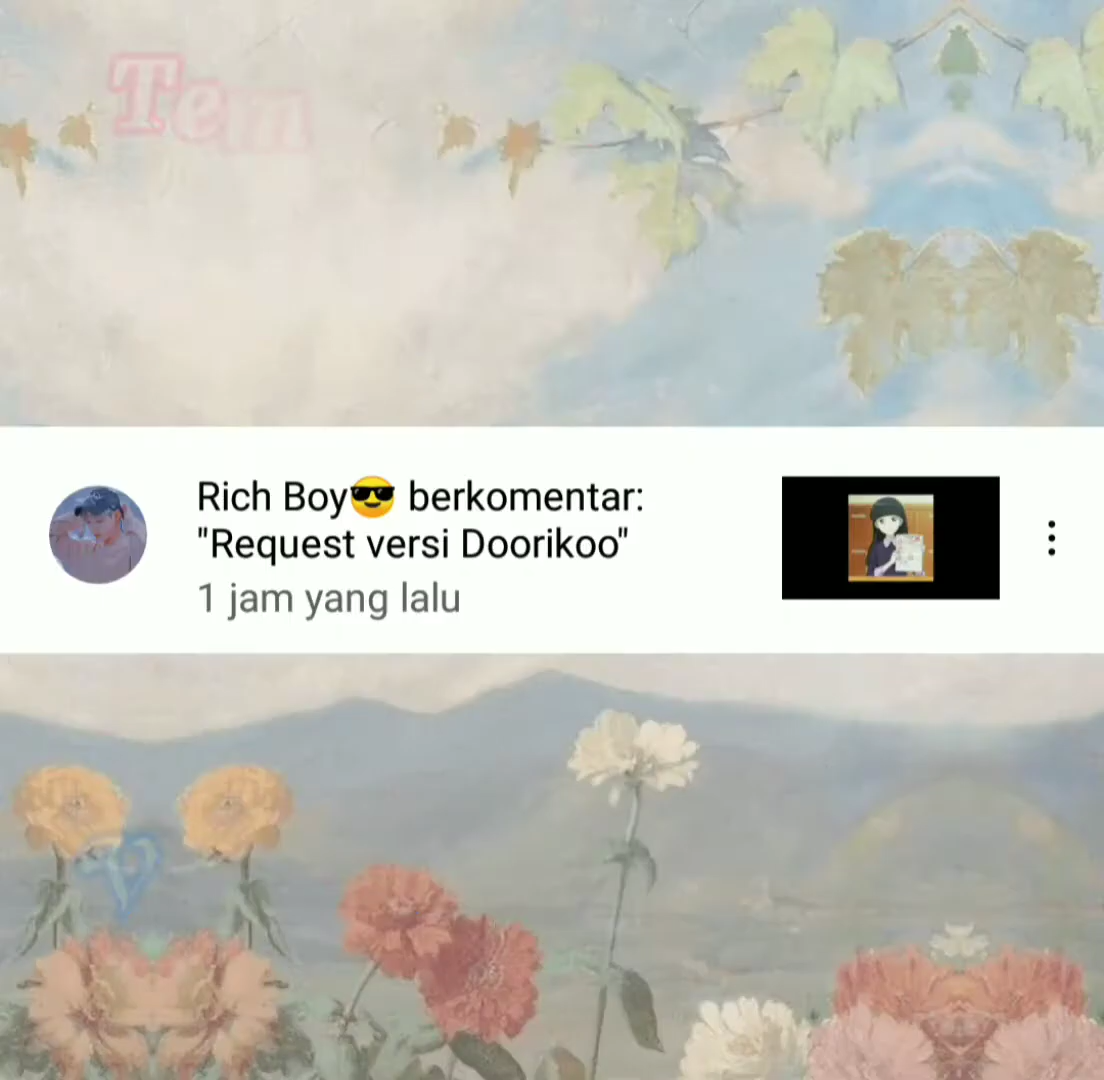 Tem
Rich Boy😎 berkomentar:
"Request versi Doorikoo"
1 jam yang lalu